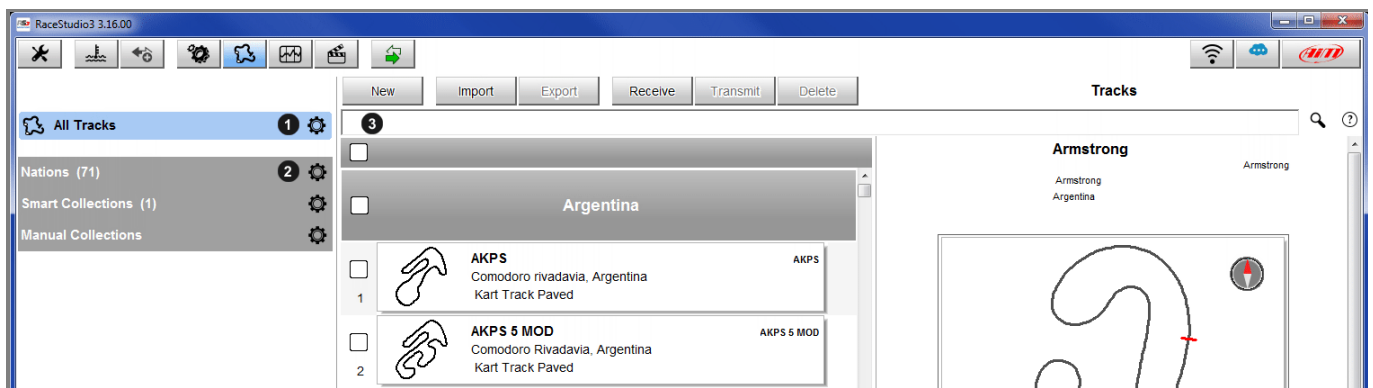 RaceStudio3 3.16.00
AiM
New Import Export Receive Transmit Delete
Tracks
All Tracks 1
3
?
Nations (71) 2
Smart Collections (1)
Manual Collections
Argentina
AKPS AKPS
Comodoro rivadavia, Argentina
Kart Track Paved
1
AKPS 5 MOD AKPS 5 MOD
Comodoro Rivadavia, Argentina
Kart Track Paved
2
Armstrong
Armstrong
Armstrong
Argentina